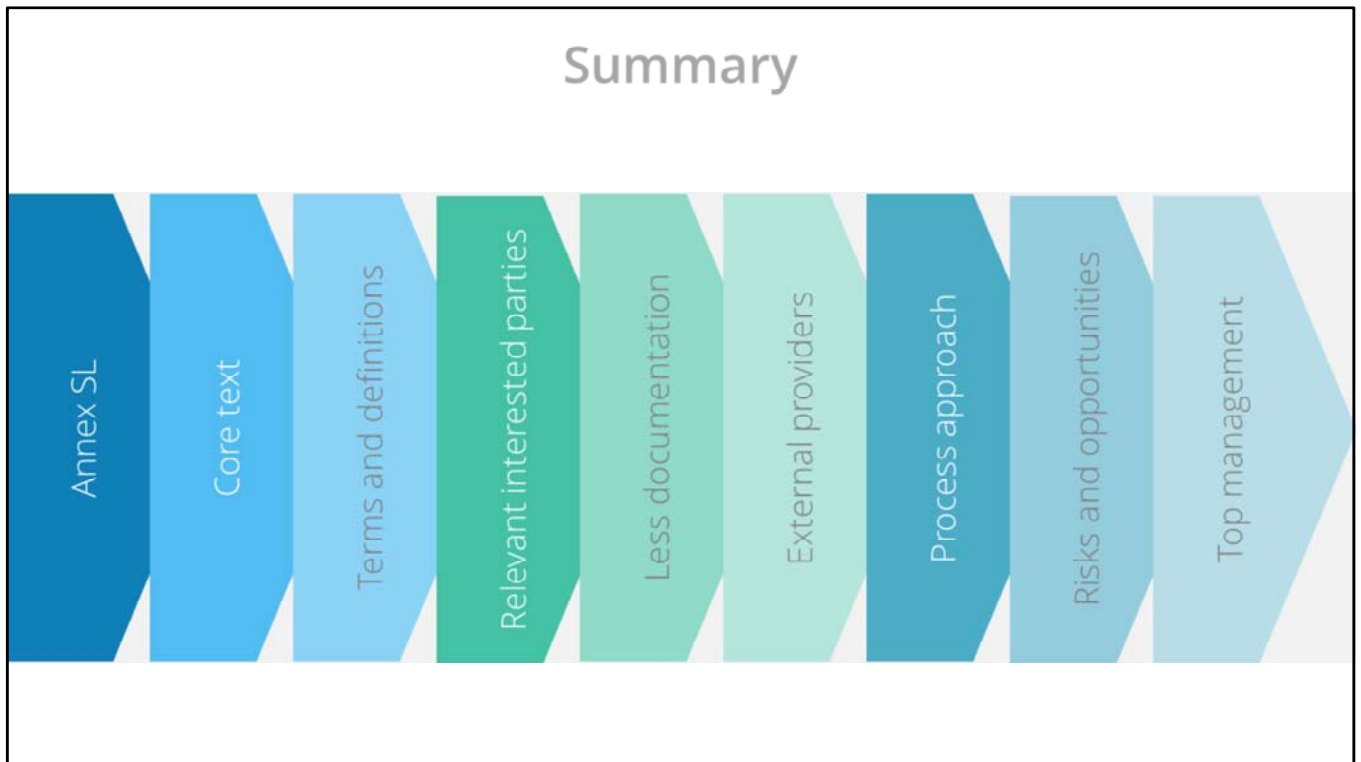 Summary
Annex SL
Core text
Terms and definitions
Relevant interested parties
Less documentation
External providers
Process approach
Risks and opportunities
Top management